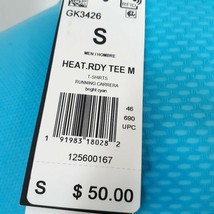 GK3426
S
MEN / HOMBRE
HEAT.RDY TEE M
T-SHIRTS
RUNNING CARRERA
bright cyan
46
690
UPC
1 91983 18028 2
125600167
S $ 50.00